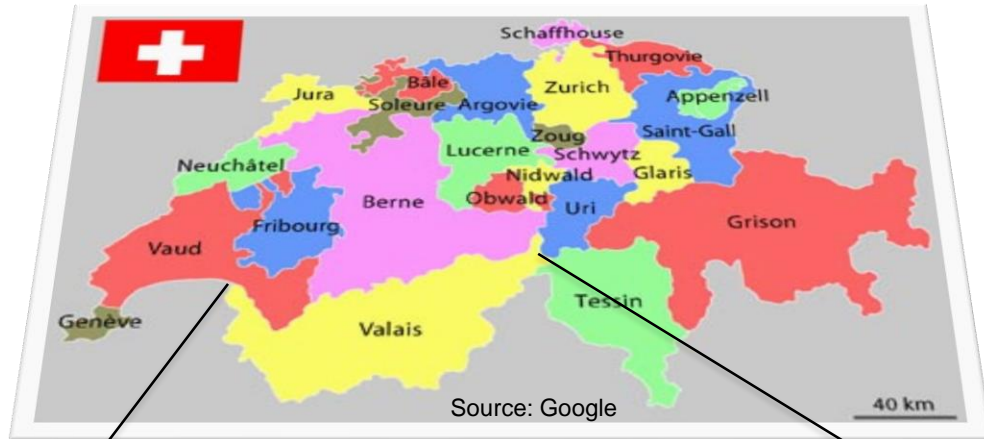 Schaffhouse
Thurgovie
Bâle
Jura
Zurich
Soleure
Argovie
Appenzell
Zoug
Saint-Gall
Lucerne
Schwytz
Neuchâtel
Nidwald
Glaris
Obwald
Berne
Uri
Grison
Fribourg
Vaud
Tessin
Genève
Valais
Source: Google
40 km